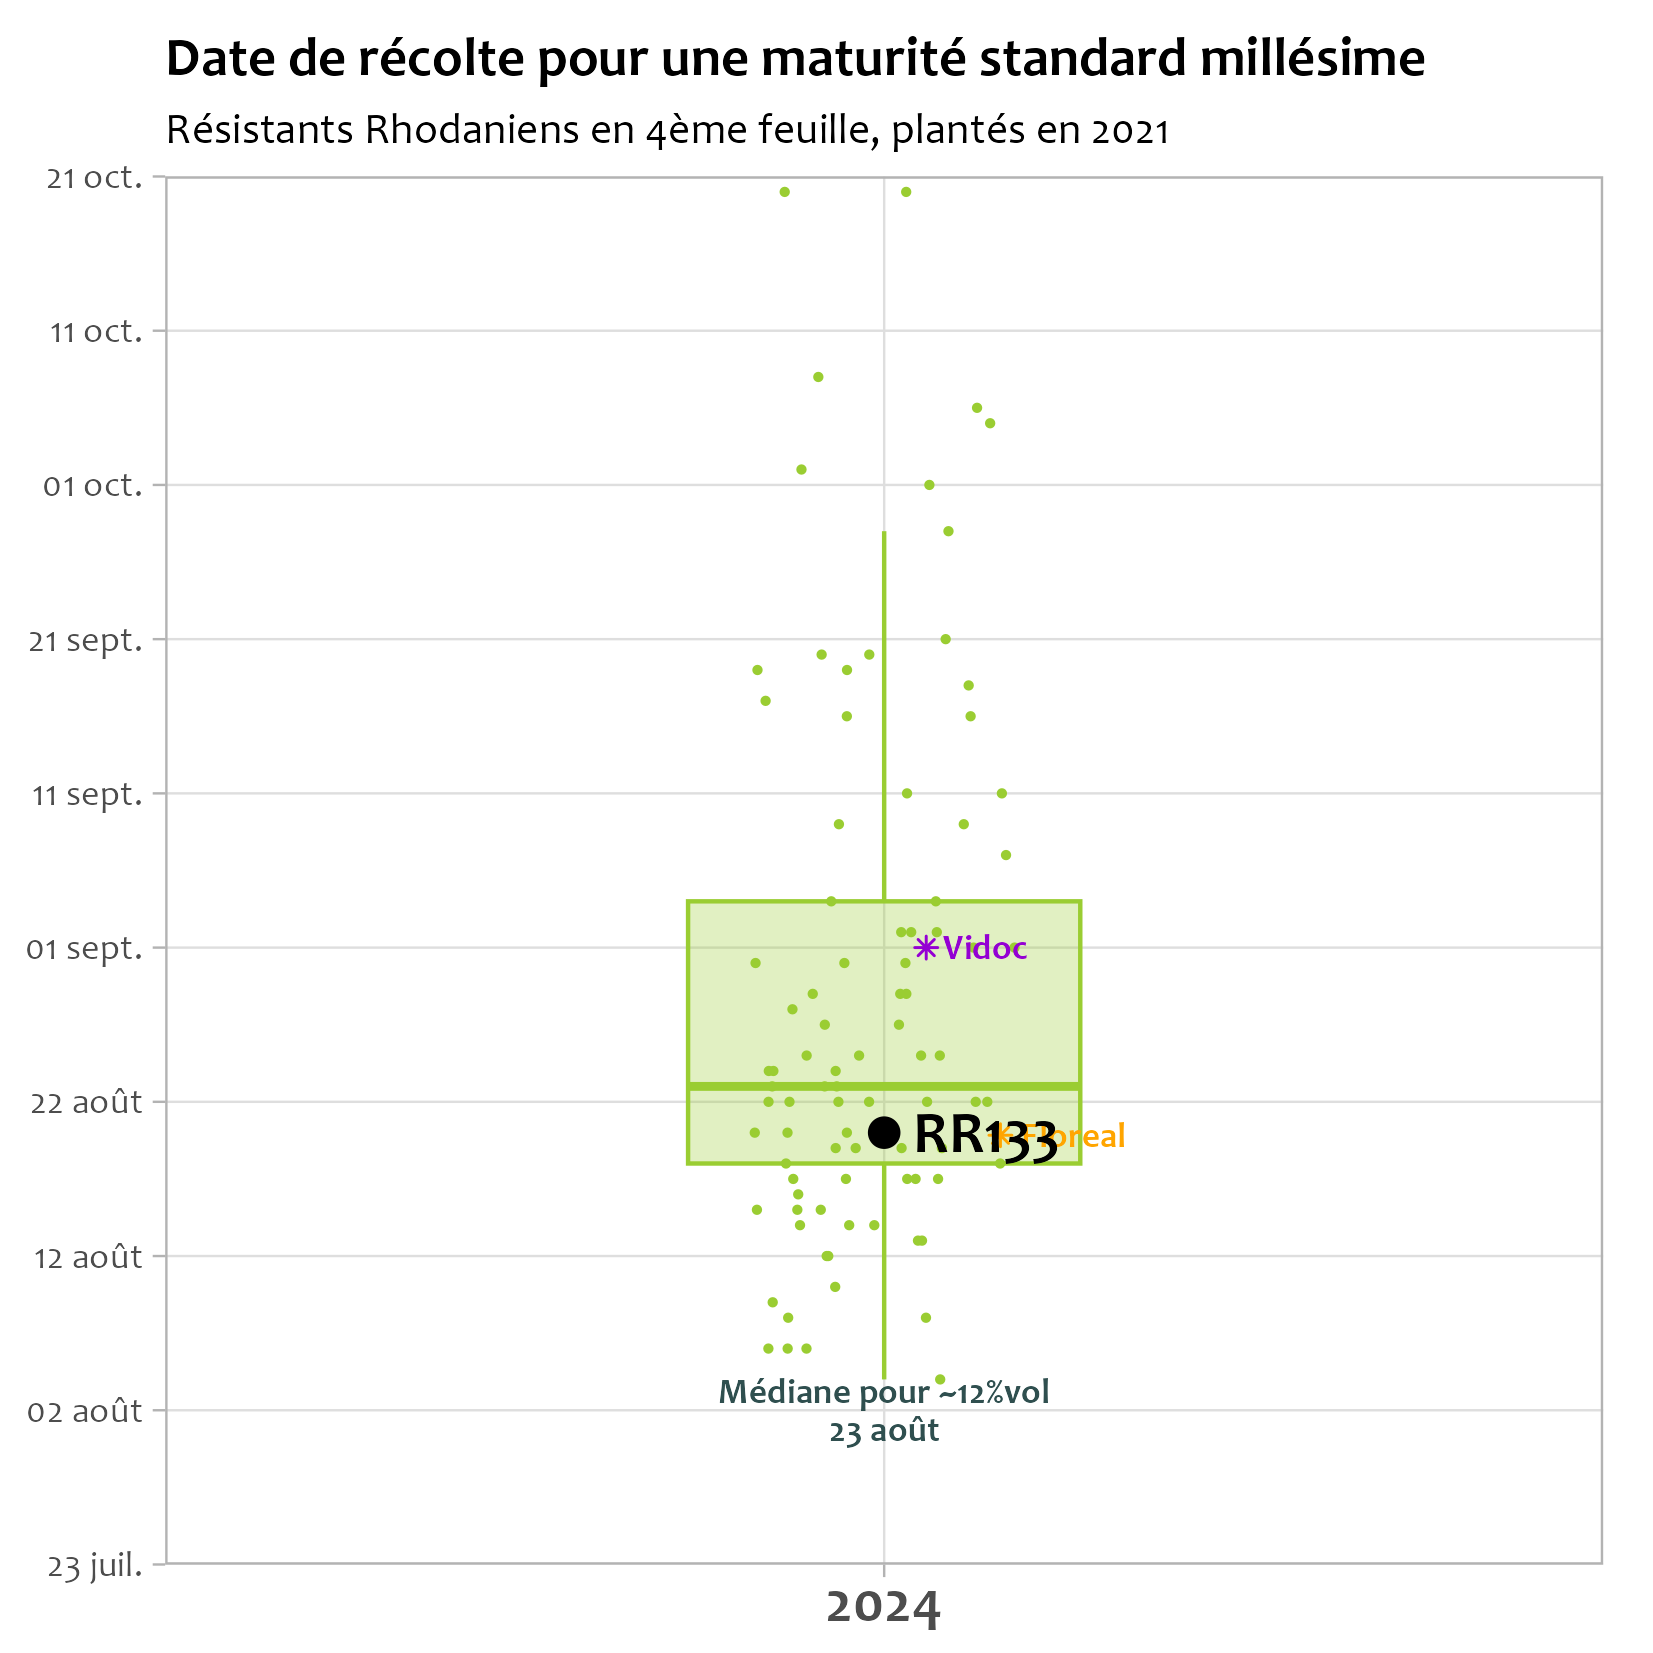 Date de récolte pour une maturité standard millésime
Résistants Rhodaniens en 4ème feuille, plantés en 2021
21 oct.
11 oct.
01 oct.
21 sept.
11 sept.
01 sept.
Vidoc
22 août
RR133
Floreal
12 août
Médiane pour ~12%vol
02 août
23 août
23 juil.
2024